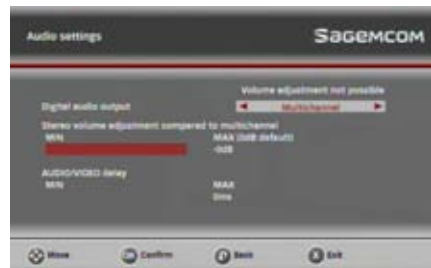 Audio settings
SAGEMCOM
Volume adjustment not possible
Digital audio output
Multichannel
Stereo volume adjustment compared to multichannel
MIN
MAX (0dB default)
-0dB
AUDIO/VIDEO delay
MIN
MAX
0ms
Move
Confirm
Back
Exit